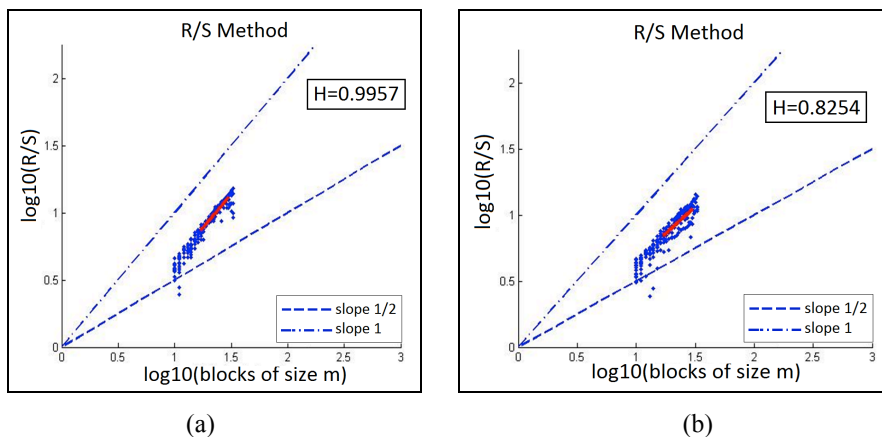 R/S Method
H=0.9957
log10(R/S)
2
1.5
1
0.5
0
slope 1/2
slope 1
0
0.5
1.0
1.5
2
2.5
3
log10(blocks of size m)
(a)
R/S Method
H=0.8254
log10(R/S)
2
1.5
1
0.5
0
slope 1/2
slope 1
0
0.5
1.0
1.5
2
2.5
3
log10(blocks of size m)
(b)